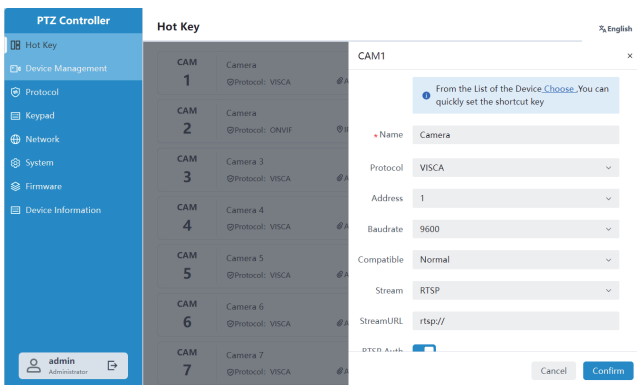 PTZ Controller
Hot Key
Device Management
Protocol
Keypad
Network
System
Firmware
Device Information
admin
Administrator
Hot Key
English
CAM
1
Camera
Protocol: VISCA
CAM
2
Camera
Protocol: ONVIF
CAM
3
Camera 3
Protocol: VISCA
CAM
4
Camera 4
Protocol: VISCA
CAM
5
Camera 5
Protocol: VISCA
CAM
6
Camera 6
Protocol: VISCA
CAM
7
Camera 7
Protocol: VISCA
CAM1
×
From the List of the Device Choose ,You can
quickly set the shortcut key
* Name Camera
Protocol VISCA
Address 1
Baudrate 9600
Compatible Normal
Stream RTSP
StreamURL rtsp://
RTSP Auth
Cancel Confirm